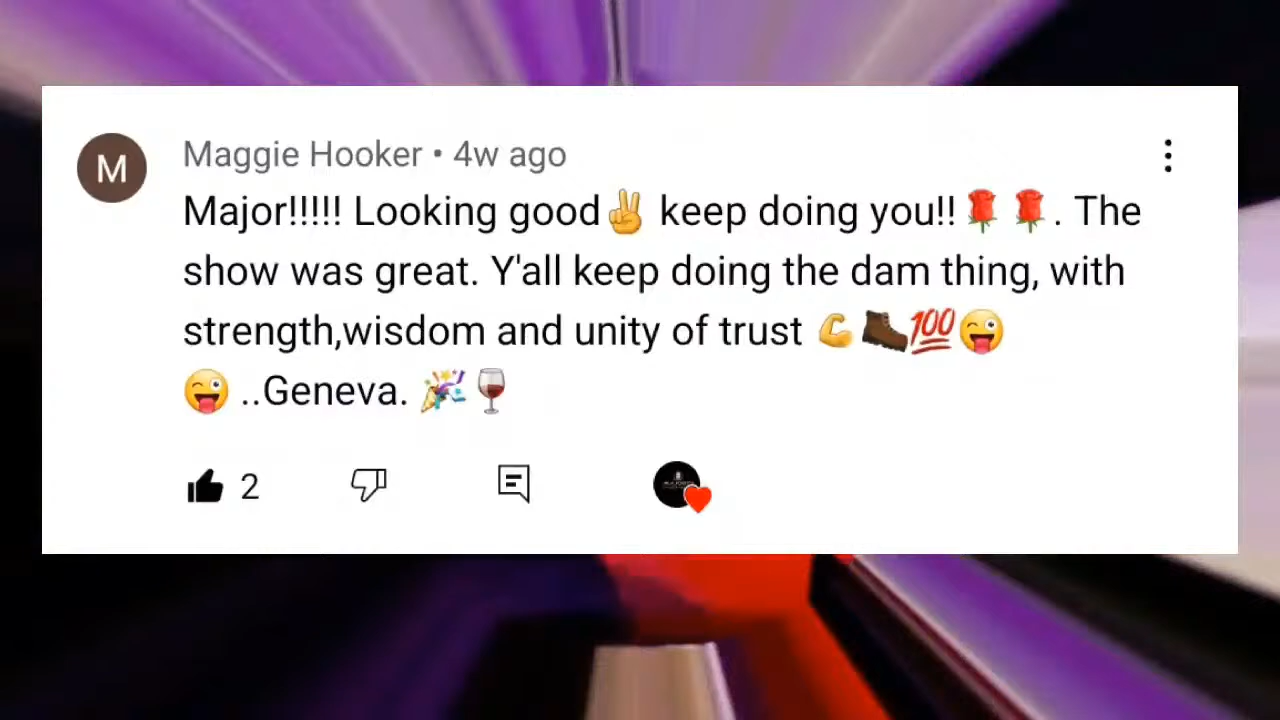 M
Maggie Hooker • 4w ago
Major!!!!! Looking good✌️ keep doing you!!🌹🌹. The
show was great. Y'all keep doing the dam thing, with
strength,wisdom and unity of trust 💪🥾💯😜
😜 ..Geneva. 🎉🍷
2